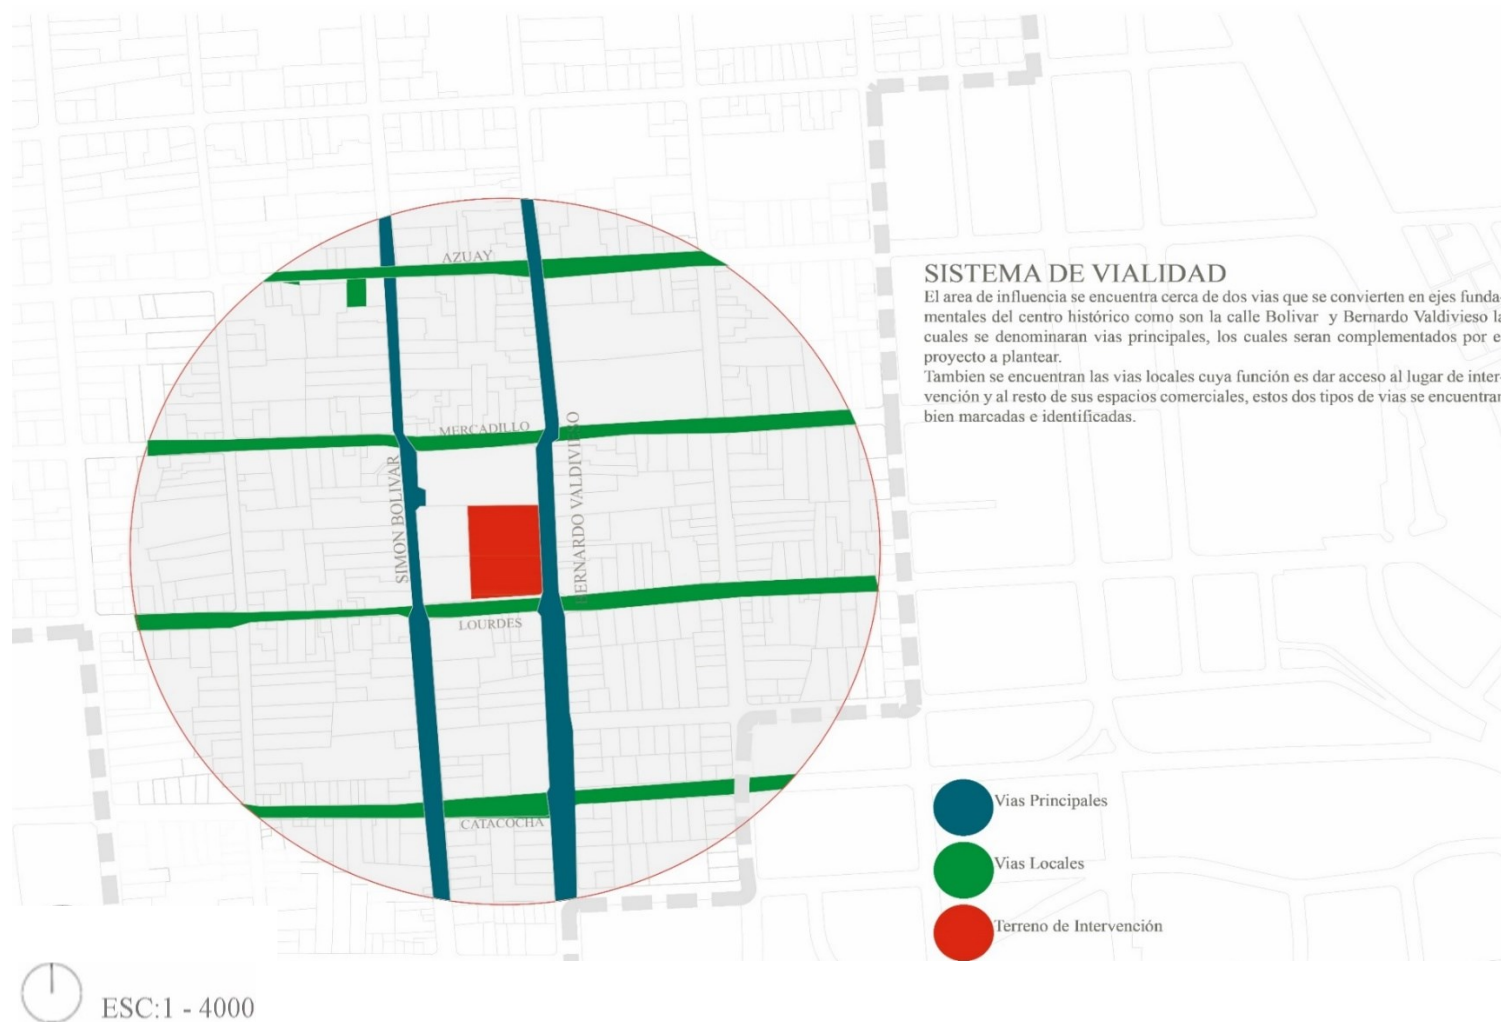 AZUAY
MERCADILLO
SIMON BOLIVAR
BERNARDO VALDIVIESO
LOURDES
CATACOCHA
SISTEMA DE VIALIDAD
El area de influencia se encuentra cerca de dos vias que se convierten en ejes funda-
mentales del centro histórico como son la calle Bolivar y Bernardo Valdivieso la
cuales se denominaran vias principales, los cuales seran complementados por e
proyecto a plantear.
Tambien se encuentran las vias locales cuya función es dar acceso al lugar de inter-
vención y al resto de sus espacios comerciales, estos dos tipos de vias se encuentran
bien marcadas e identificadas.
Vias Principales
Vias Locales
Terreno de Intervención
ESC:1 - 4000